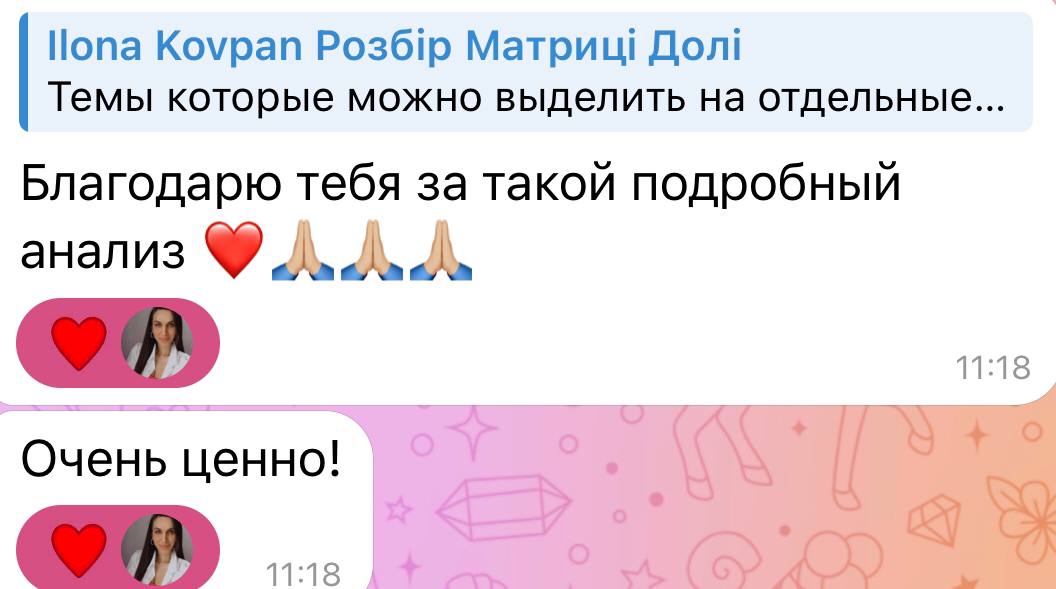 Ilona Kovpan Розбір Матриці Долі
Темы которые можно выделить на отдельные...
Благодарю тебя за такой подробный
анализ ❤️🙏🏼🙏🏼🙏🏼
11:18
Очень ценно!
11:18